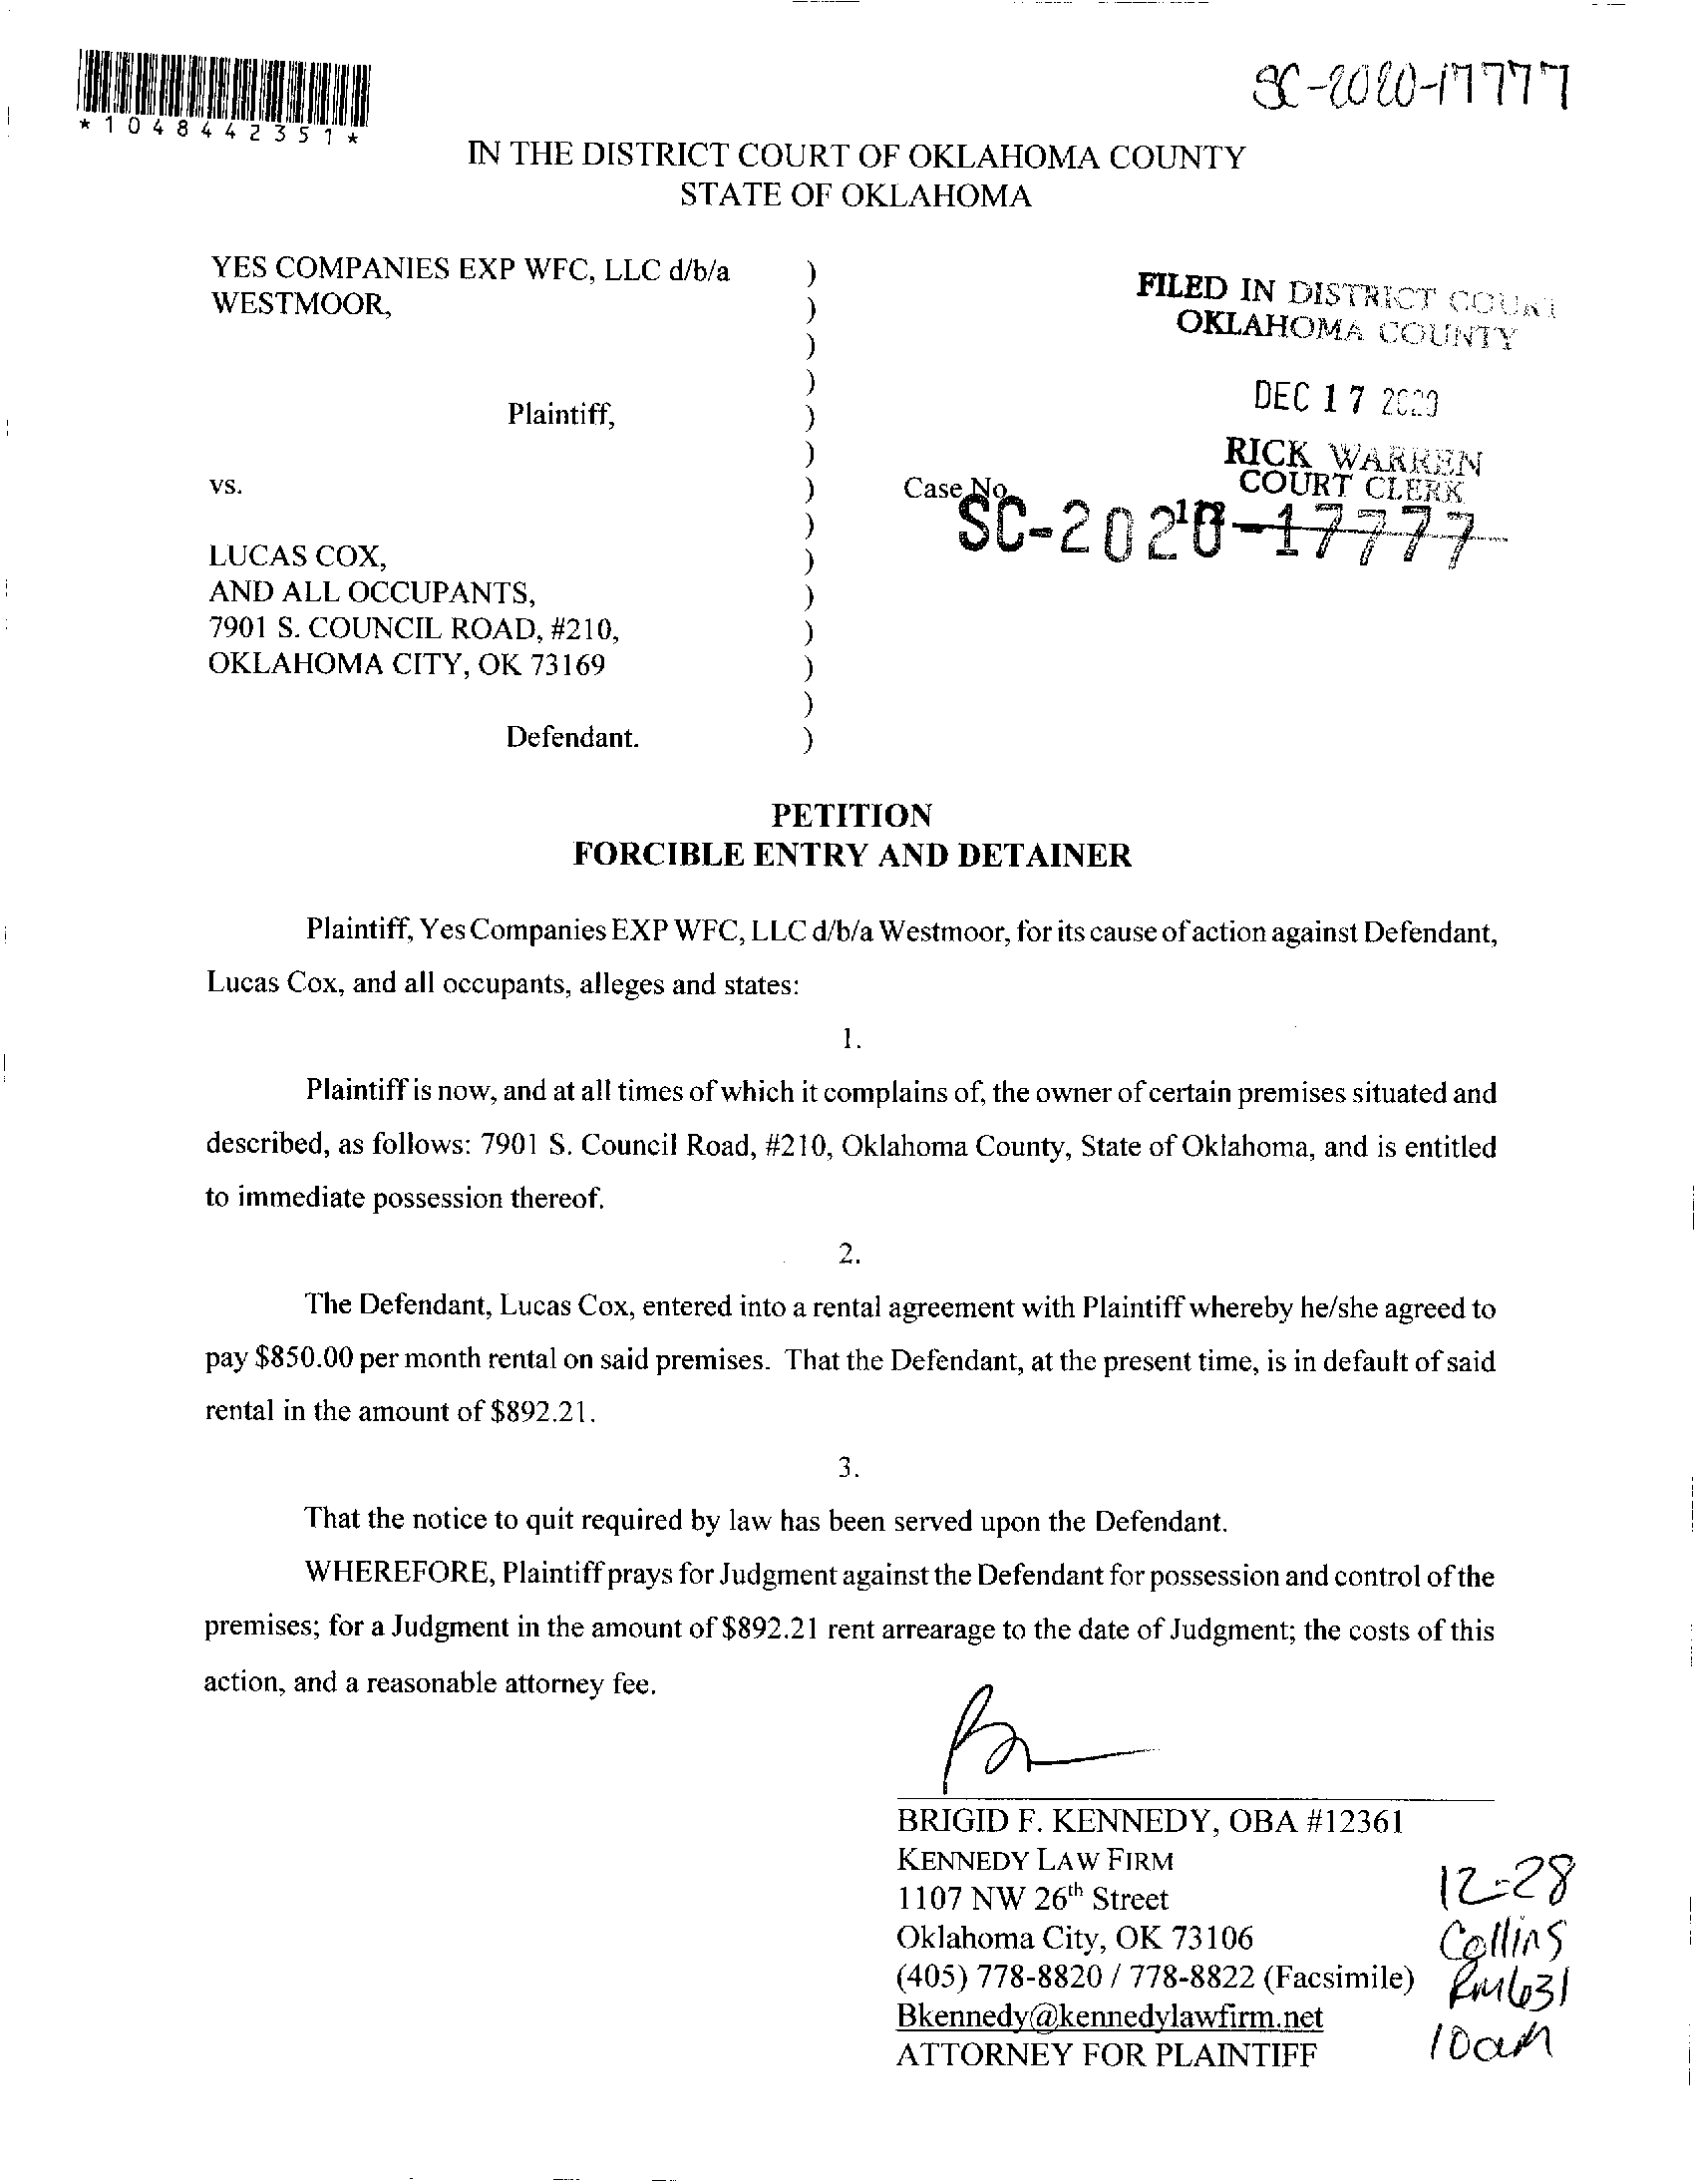 SC-2020-17777
*1048442351*
IN THE DISTRICT COURT OF OKLAHOMA COUNTY
STATE OF OKLAHOMA
YES COMPANIES EXP WFC, LLC d/b/a
WESTMOOR,
Plaintiff,
vs.
LUCAS COX,
AND ALL OCCUPANTS,
7901 S. COUNCIL ROAD, #210,
OKLAHOMA CITY, OK 73169
Defendant.
)
)
)
)
)
)
)
)
)
)
)
)
)
)
FILED IN DISTRICT COURT
OKLAHOMA COUNTY
DEC 17 2020
RICK WARREN
COURT CLERK
Case No.
SC-2020-17777
PETITION
FORCIBLE ENTRY AND DETAINER
Plaintiff, Yes Companies EXP WFC, LLC d/b/a Westmoor, for its cause of action against Defendant,
Lucas Cox, and all occupants, alleges and states:
1.
Plaintiff is now, and at all times of which it complains of, the owner of certain premises situated and
described, as follows: 7901 S. Council Road, #210, Oklahoma County, State of Oklahoma, and is entitled
to immediate possession thereof.
2.
The Defendant, Lucas Cox, entered into a rental agreement with Plaintiff whereby he/she agreed to
pay $850.00 per month rental on said premises. That the Defendant, at the present time, is in default of said
rental in the amount of $892.21.
3.
That the notice to quit required by law has been served upon the Defendant.
WHEREFORE, Plaintiff prays for Judgment against the Defendant for possession and control of the
premises; for a Judgment in the amount of $892.21 rent arrearage to the date of Judgment; the costs of this
action, and a reasonable attorney fee.
BRIGID F. KENNEDY, OBA #12361
KENNEDY LAW FIRM
1107 NW 26th Street
Oklahoma City, OK 73106
(405) 778-8820 / 778-8822 (Facsimile)
Bkennedy@kennedylawfirm.net
ATTORNEY FOR PLAINTIFF
12-28
Collins
Rm 631
10am